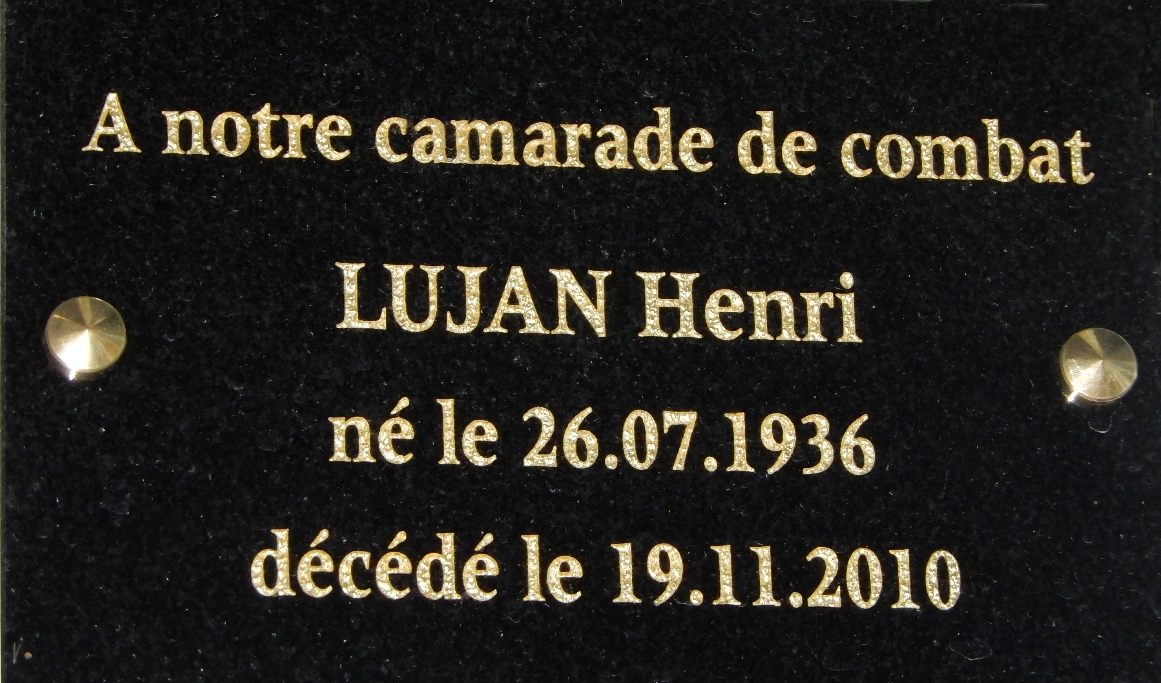 A notre camarade de combat
LUJAN Henri
né le 26.07.1936
décédé le 19.11.2010